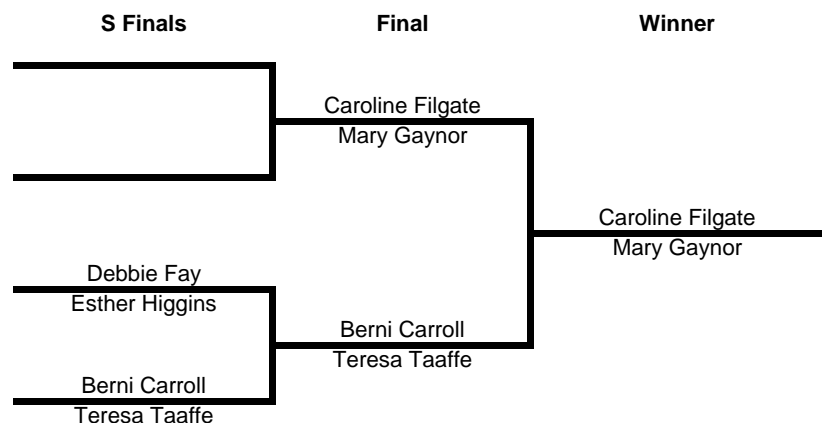 S Finals
Final
Winner
Caroline Filgate
Mary Gaynor
Caroline Filgate
Mary Gaynor
Debbie Fay
Esther Higgins
Berni Carroll
Teresa Taaffe
Berni Carroll
Teresa Taaffe